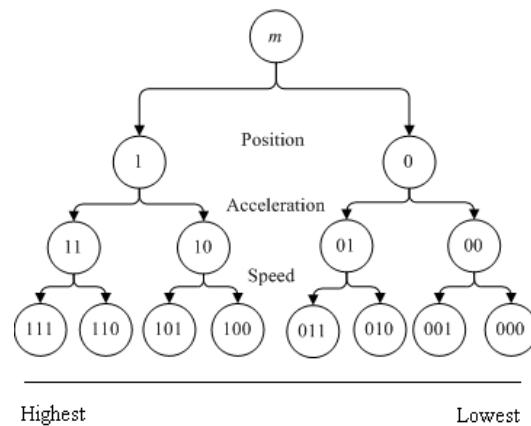 m
Position
1 0
Acceleration
11 10 01 00
Speed
111 110 101 100 011 010 001 000
Highest Lowest